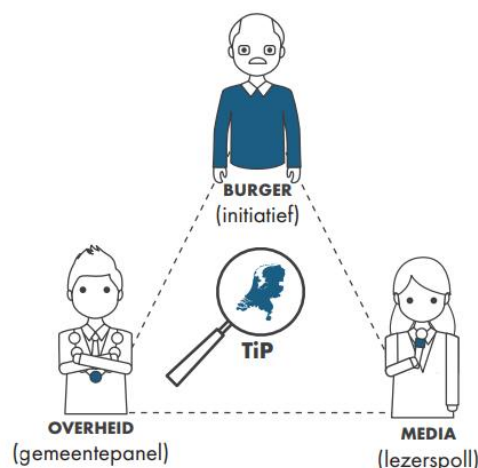 BURGER
(initiatief)
TiP
OVERHEID
(gemeentepanel)
MEDIA
(lezerspoll)